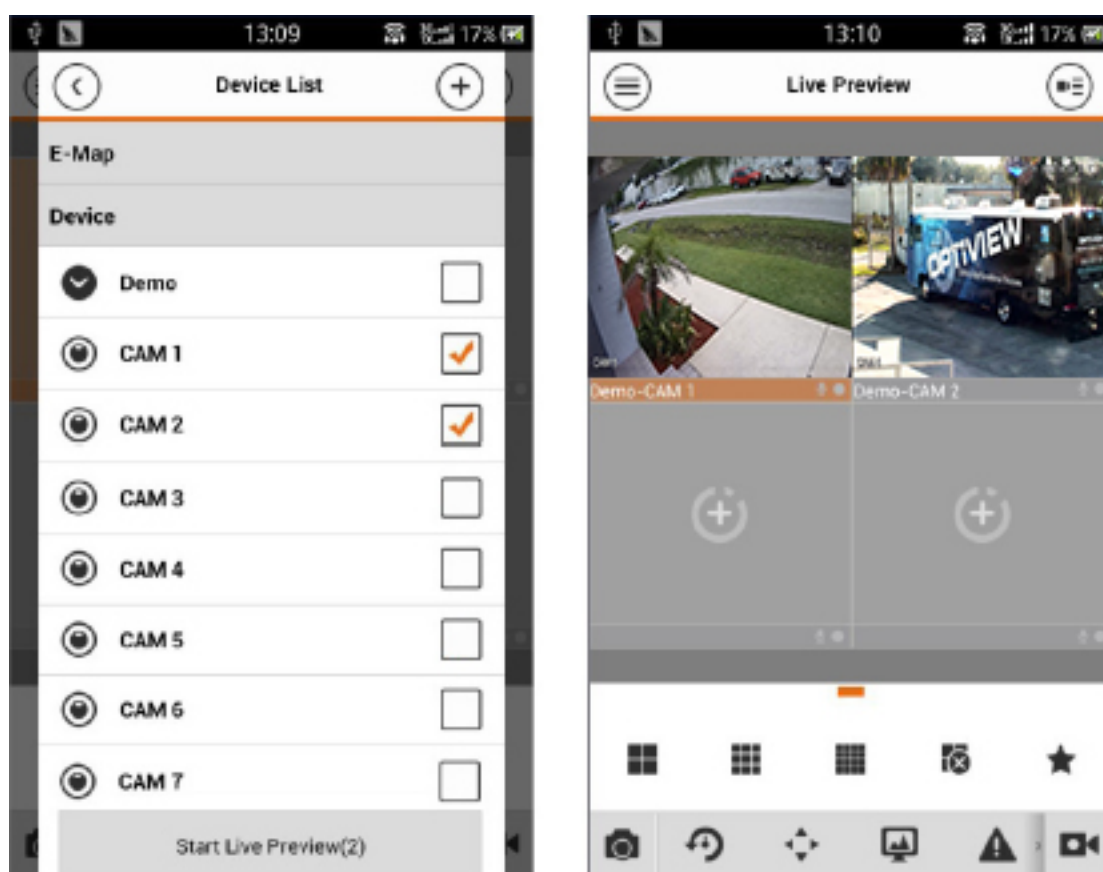 13:09
17%
Device List
E-Map
Device
Demo
CAM 1
CAM 2
CAM 3
CAM 4
CAM 5
CAM 6
CAM 7
Start Live Preview(2)
13:10
17%
Live Preview
OPTIVIEW
Demo-CAM 1
Demo-CAM 2